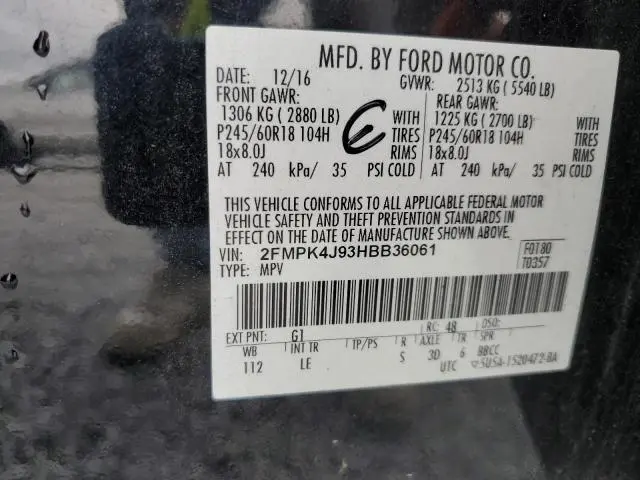 MFD. BY FORD MOTOR CO.
DATE: 12/16 GVWR: 2513 KG ( 5540 LB)
FRONT GAWR: REAR GAWR:
1306 KG ( 2880 LB) WITH 1225 KG ( 2700 LB) WITH
P245/60R18 104H TIRES P245/60R18 104H TIRES
18x8.0J RIMS 18x8.0J RIMS
AT 240 kPa/ 35 PSI COLD AT 240 kPa/ 35 PSI COLD
THIS VEHICLE CONFORMS TO ALL APPLICABLE FEDERAL MOTOR
VEHICLE SAFETY AND THEFT PREVENTION STANDARDS IN
EFFECT ON THE DATE OF MANUFACTURE SHOWN ABOVE.
VIN: 2FMPK4J93HBB36061 F0180
TYPE: MPV T0357
EXT PNT: G1 RC: 48 DSO:
WB INT TR TP/PS R AXLE TR SPR
112 LE S 3D 6 BBCC
UTC 5USA-1520472-BA